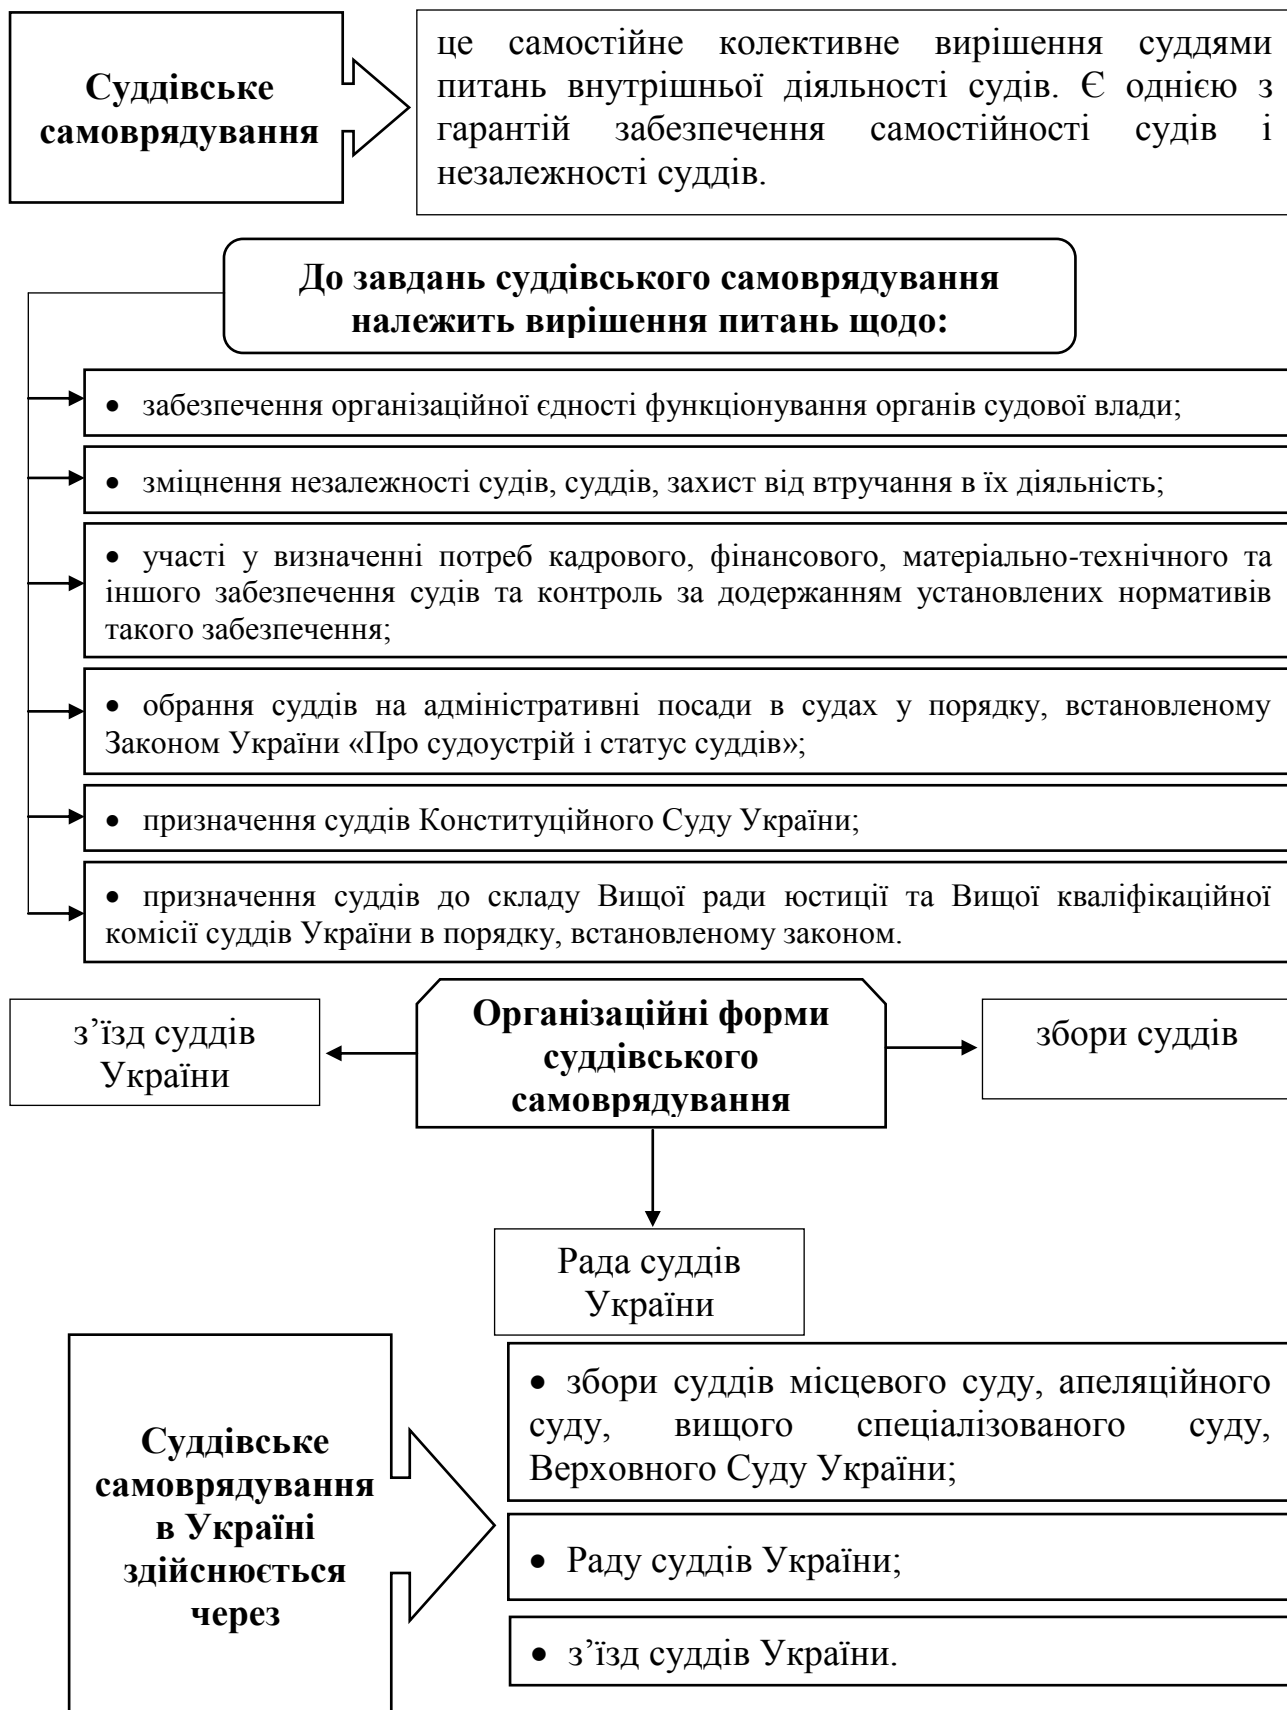 Суддівське
самоврядування
це самостійне колективне вирішення суддями
питань внутрішньої діяльності судів. Є однією з
гарантій забезпечення самостійності судів і
незалежності суддів.
До завдань суддівського самоврядування
належить вирішення питань щодо:
• забезпечення організаційної єдності функціонування органів судової влади;
• зміцнення незалежності судів, суддів, захист від втручання в їх діяльність;
• участі у визначенні потреб кадрового, фінансового, матеріально-технічного та
іншого забезпечення судів та контроль за додержанням установлених нормативів
такого забезпечення;
• обрання суддів на адміністративні посади в судах у порядку, встановленому
Законом України «Про судоустрій і статус суддів»;
• призначення суддів Конституційного Суду України;
• призначення суддів до складу Вищої ради юстиції та Вищої кваліфікаційної
комісії суддів України в порядку, встановленому законом.
з’їзд суддів
України
Організаційні форми
суддівського
самоврядування
збори суддів
Рада суддів
України
Суддівське
самоврядування
в Україні
здійснюється
через
• збори суддів місцевого суду, апеляційного
суду, вищого спеціалізованого суду,
Верховного Суду України;
• Раду суддів України;
• з’їзд суддів України.